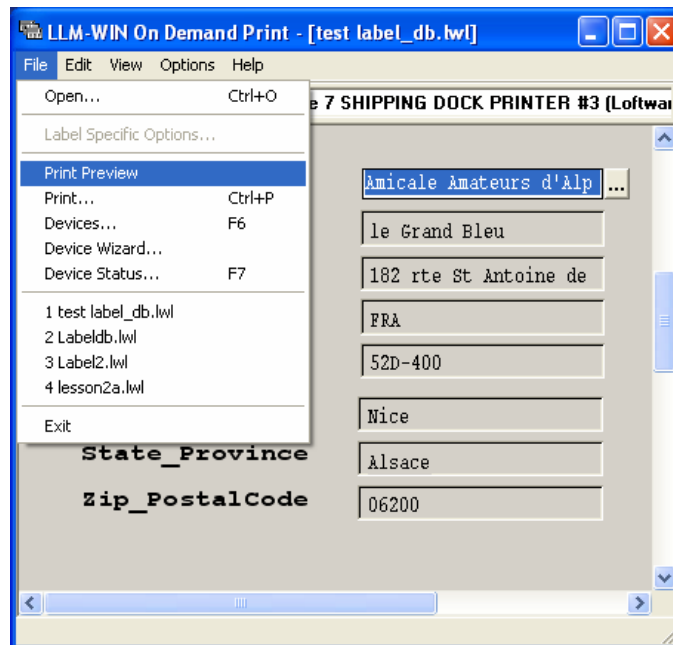 LLM-WIN On Demand Print - [test label_db.lwl]
File Edit View Options Help
Open... Ctrl+O
e 7 SHIPPING DOCK PRINTER #3 (Loftwar
Label Specific Options...
Print Preview
Amicale Amateurs d'Alp ...
Print... Ctrl+P
Devices... F6
le Grand Bleu
Device Wizard...
Device Status... F7
182 rte St Antoine de
1 test label_db.lwl
FRA
2 Labeldb.lwl
3 Label2.lwl
52D-400
4 lesson2a.lwl
Exit
Nice
State_Province Alsace
Zip_PostalCode 06200